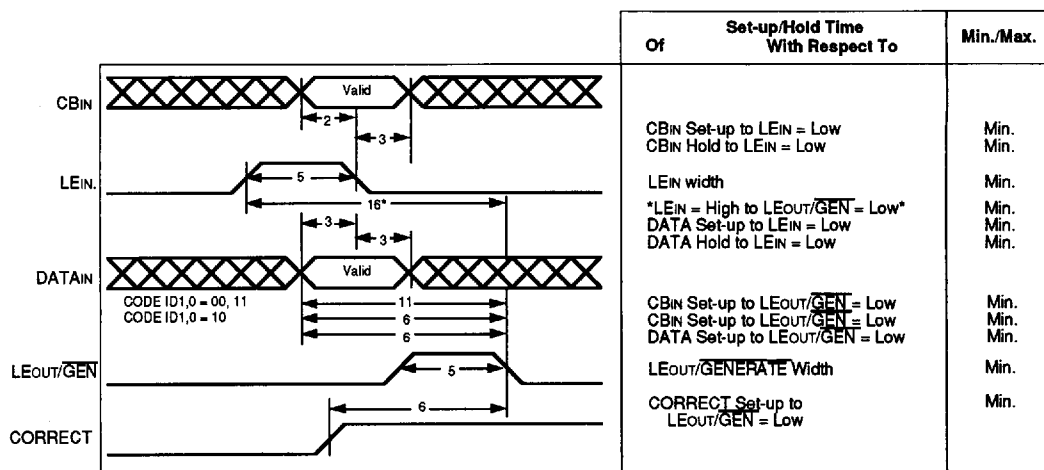 Set-up/Hold Time
Of With Respect To Min./Max.
CBIN Valid
2
3
CBIN Set-up to LEIN = Low Min.
CBIN Hold to LEIN = Low Min.
LEIN. 5
LEIN width Min.
16*
*LEIN = High to LEOUT/GEN = Low* Min.
3
DATA Set-up to LEIN = Low Min.
3
DATA Hold to LEIN = Low Min.
DATAIN Valid
CODE ID1,0 = 00, 11 11 CBIN Set-up to LEOUT/GEN = Low Min.
CODE ID1,0 = 10 6 CBIN Set-up to LEOUT/GEN = Low Min.
6 DATA Set-up to LEOUT/GEN = Low Min.
LEOUT/GEN 5 LEOUT/GENERATE Width Min.
CORRECT 6 CORRECT Set-up to Min.
LEOUT/GEN = Low